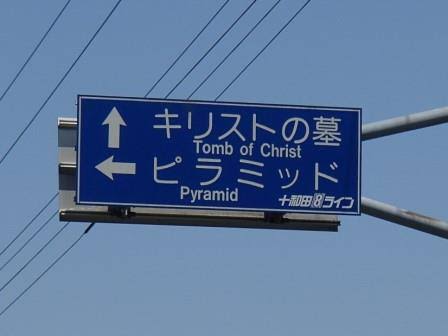 キリストの墓
Tomb of Christ
ピラミッド
Pyramid
十和田8ライン